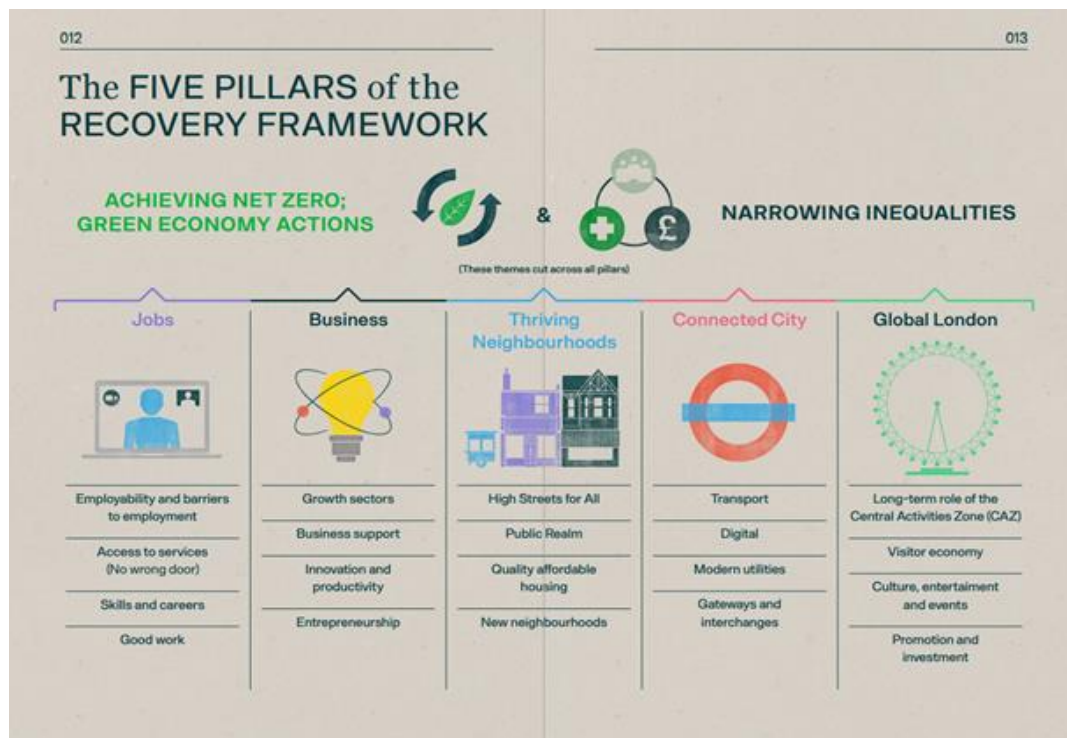 012
013
The FIVE PILLARS of the
RECOVERY FRAMEWORK
ACHIEVING NET ZERO;
GREEN ECONOMY ACTIONS
&
£
NARROWING INEQUALITIES
(These themes cut across all pillars)
Jobs
Employability and barriers
to employment
Access to services
(No wrong door)
Skills and careers
Good work
Business
Growth sectors
Business support
Innovation and
productivity
Entrepreneurship
Thriving
Neighbourhoods
High Streets for All
Public Realm
Quality affordable
housing
New neighbourhoods
Connected City
Transport
Digital
Modern utilities
Gateways and
interchanges
Global London
Long-term role of the
Central Activities Zone (CAZ)
Visitor economy
Culture, entertaiment
and events
Promotion and
investment